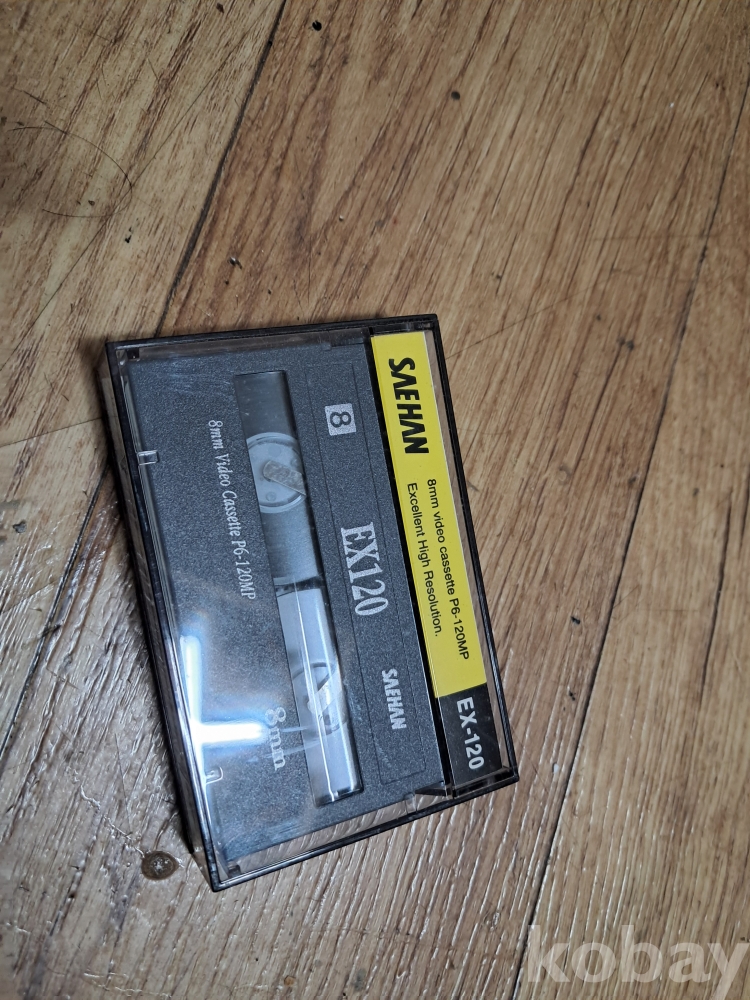 SAEHAN
8mm video cassette P6-120MP
Excellent High Resolution.
EX-120
8
EX120
SAEHAN
8mm Video Cassette P6-120MP
8mm
kobay